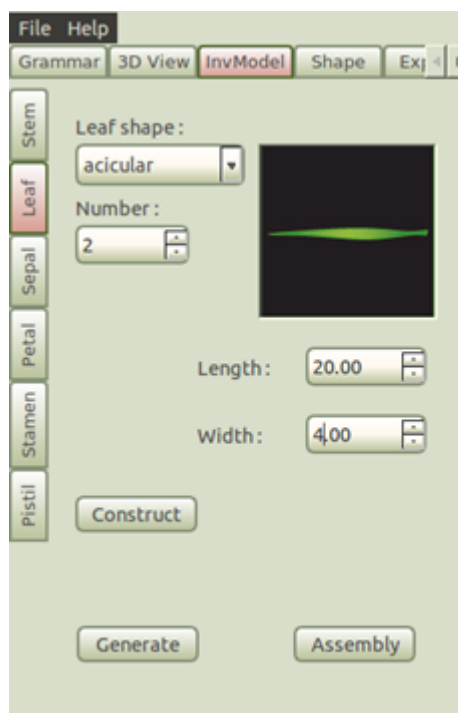 File Help
Grammar 3D View InvModel Shape
Stem
Leaf
Sepal
Petal
Stamen
Pistil
Leaf shape:
acicular
Number:
2
Length: 20.00
Width: 4.00
Construct
Generate Assembly